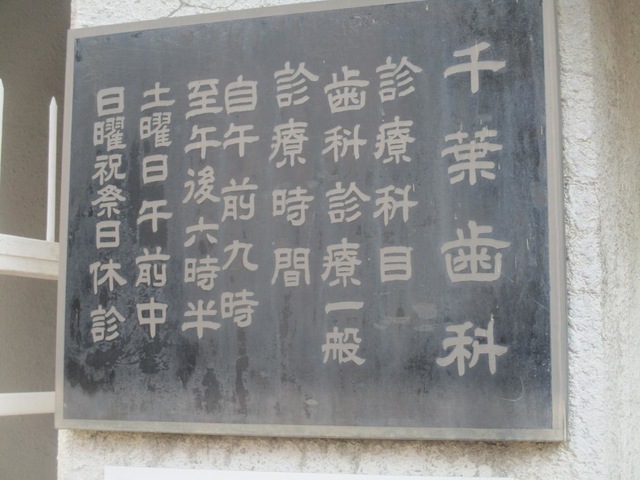 千葉歯科
診療科目
歯科診療一般
診療時間
自午前九時
至午後六時半
土曜日午前中
日曜祝祭日休診